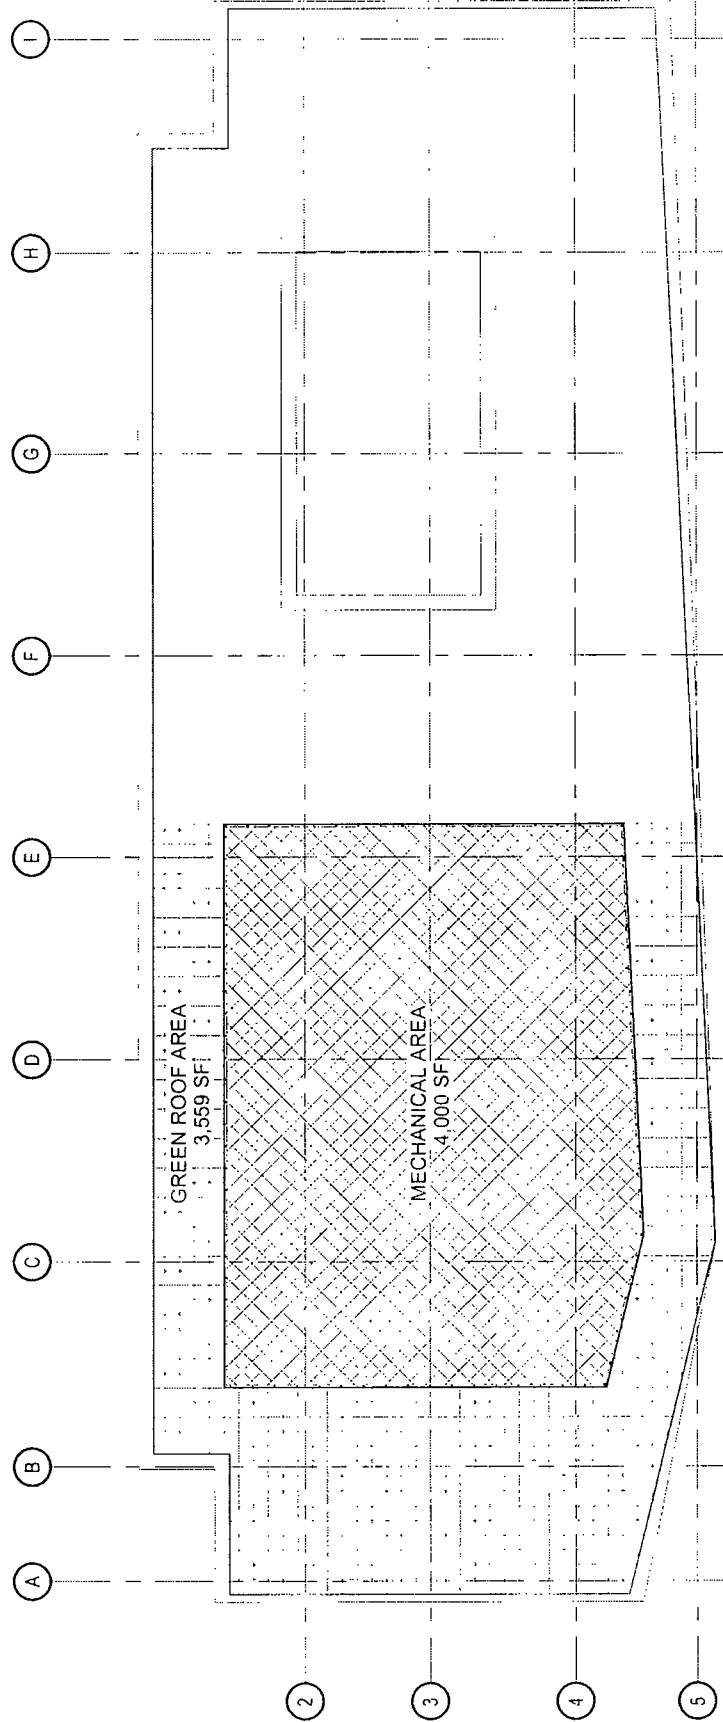 A
B
C
D
E
F
G
H
I
GREEN ROOF AREA
3,559 SF
MECHANICAL AREA
4,000 SF
2
3
4
5